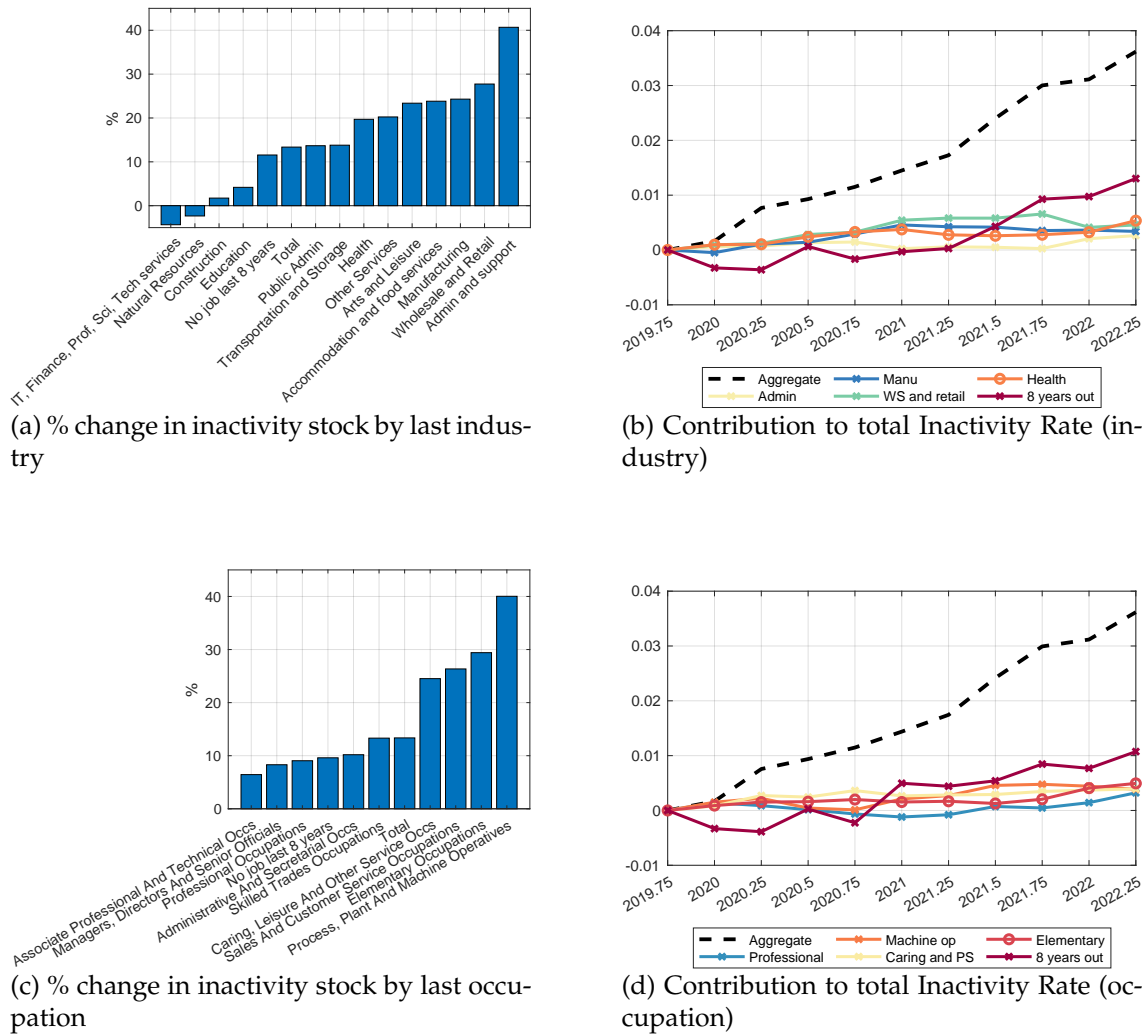 40
30
20
10
0
%
IT, Finance, Prof, Sci, Tech services
Natural Resources
Construction
Education
No job last 8 years
Total
Public Admin
Transportation and Storage
Health
Other Services
Arts and Leisure
Accommodation and food services
Manufacturing
Wholesale and Retail
Admin and support
(a) % change in inactivity stock by last indus-
try
0.04
0.03
0.02
0.01
0
-0.01
2019.75
2020
2020.25
2020.5
2020.75
2021
2021.25
2021.5
2021.75
2022
2022.25
Aggregate Manu Health
Admin WS and retail 8 years out
(b) Contribution to total Inactivity Rate (in-
dustry)
40
30
20
10
0
%
Associate Professional And Technical Occs
Managers, Directors And Senior Officials
Professional Occupations
No job last 8 years
Administrative And Secretarial Occs
Skilled Trades Occupations
Total
Caring, Leisure And Other Service Occs
Sales And Customer Service Occupations
Elementary Occupations
Process, Plant And Machine Operatives
(c) % change in inactivity stock by last occu-
pation
0.04
0.03
0.02
0.01
0
-0.01
2019.75
2020
2020.25
2020.5
2020.75
2021
2021.25
2021.5
2021.75
2022
2022.25
Aggregate Machine op Elementary
Professional Caring and PS 8 years out
(d) Contribution to total Inactivity Rate (oc-
cupation)